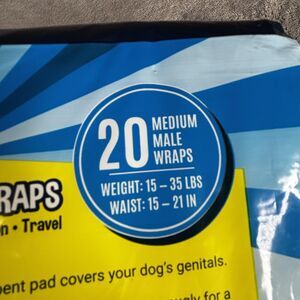 20 MEDIUM
MALE
WRAPS
WEIGHT: 15 – 35 LBS
WAIST: 15 – 21 IN
RAPS
• Travel
pad covers your dog's genitals.
for a